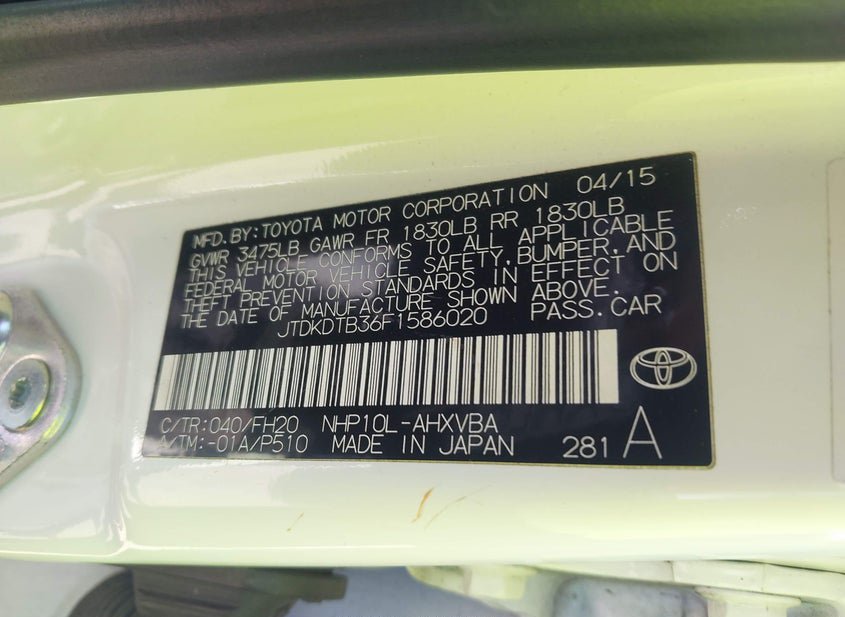 MFD. BY: TOYOTA MOTOR CORPORATION 04/15
GVWR 3475LB GAWR FR 1830LB RR 1830LB
THIS VEHICLE CONFORMS TO ALL APPLICABLE
FEDERAL MOTOR VEHICLE SAFETY, BUMPER, AND
THEFT PREVENTION STANDARDS IN EFFECT ON
THE DATE OF MANUFACTURE SHOWN ABOVE.
JTDKDTB36F1586020 PASS. CAR
C/TR: 040/FH20 NHP10L-AHXVBA
A/TM: -01A/P510 MADE IN JAPAN 281 A